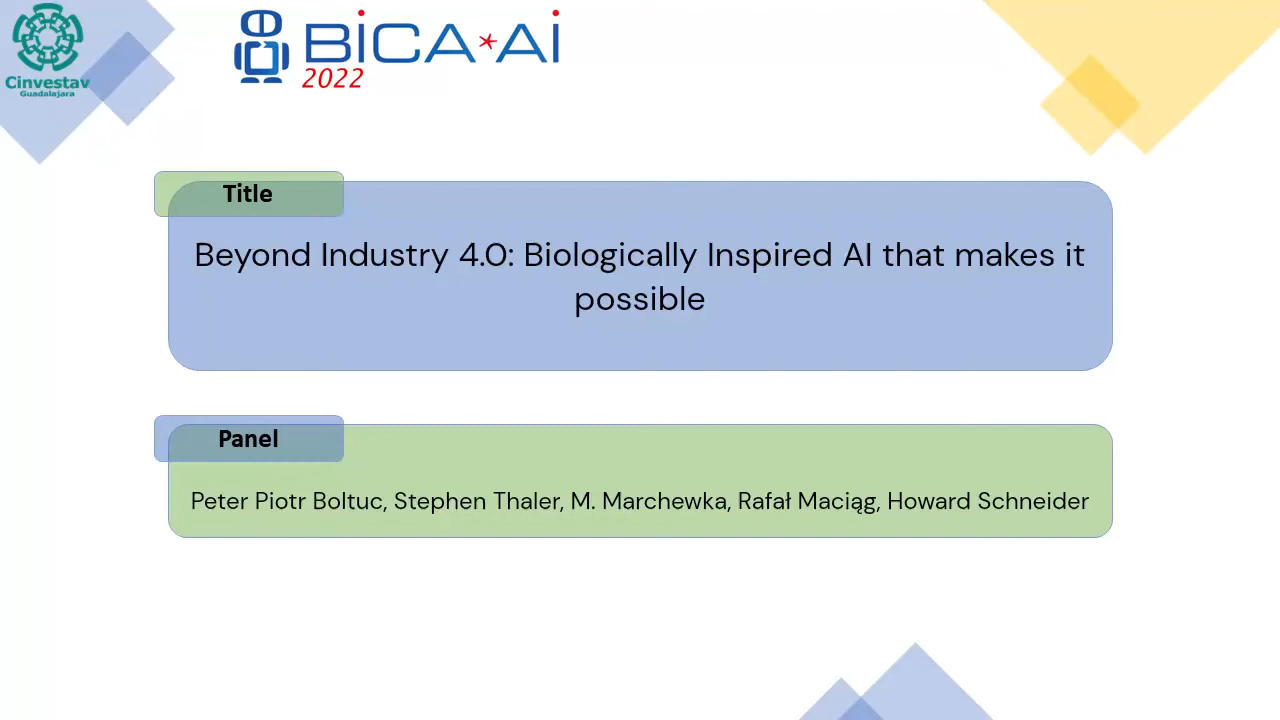 Cinvestav
Guadalajara
BiCA*Ai
2022
Title
Beyond Industry 4.0: Biologically Inspired AI that makes it
possible
Panel
Peter Piotr Boltuc, Stephen Thaler, M. Marchewka, Rafał Maciąg, Howard Schneider